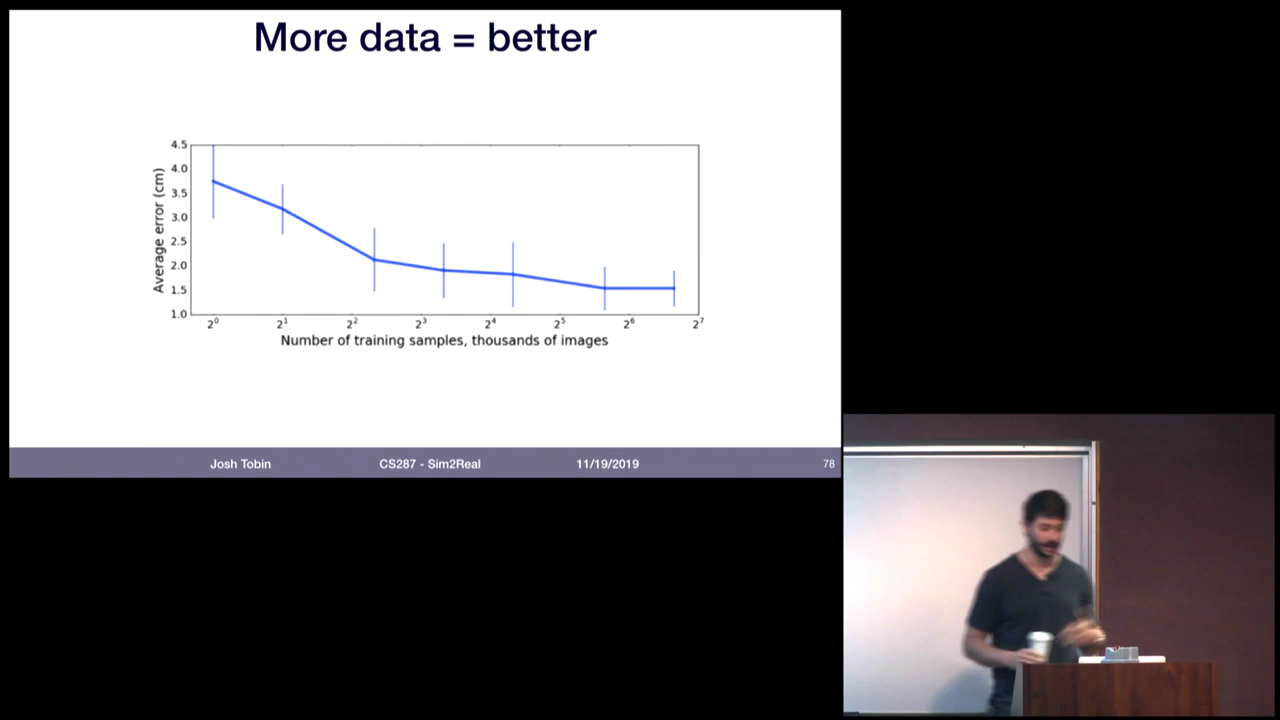 More data = better
4.5
4.0
3.5
3.0
2.5
2.0
1.5
1.0
Average error (cm)
2⁰ 2¹ 2² 2³ 2⁴ 2⁵ 2⁶ 2⁷
Number of training samples, thousands of images
Josh Tobin CS287 - Sim2Real 11/19/2019 78